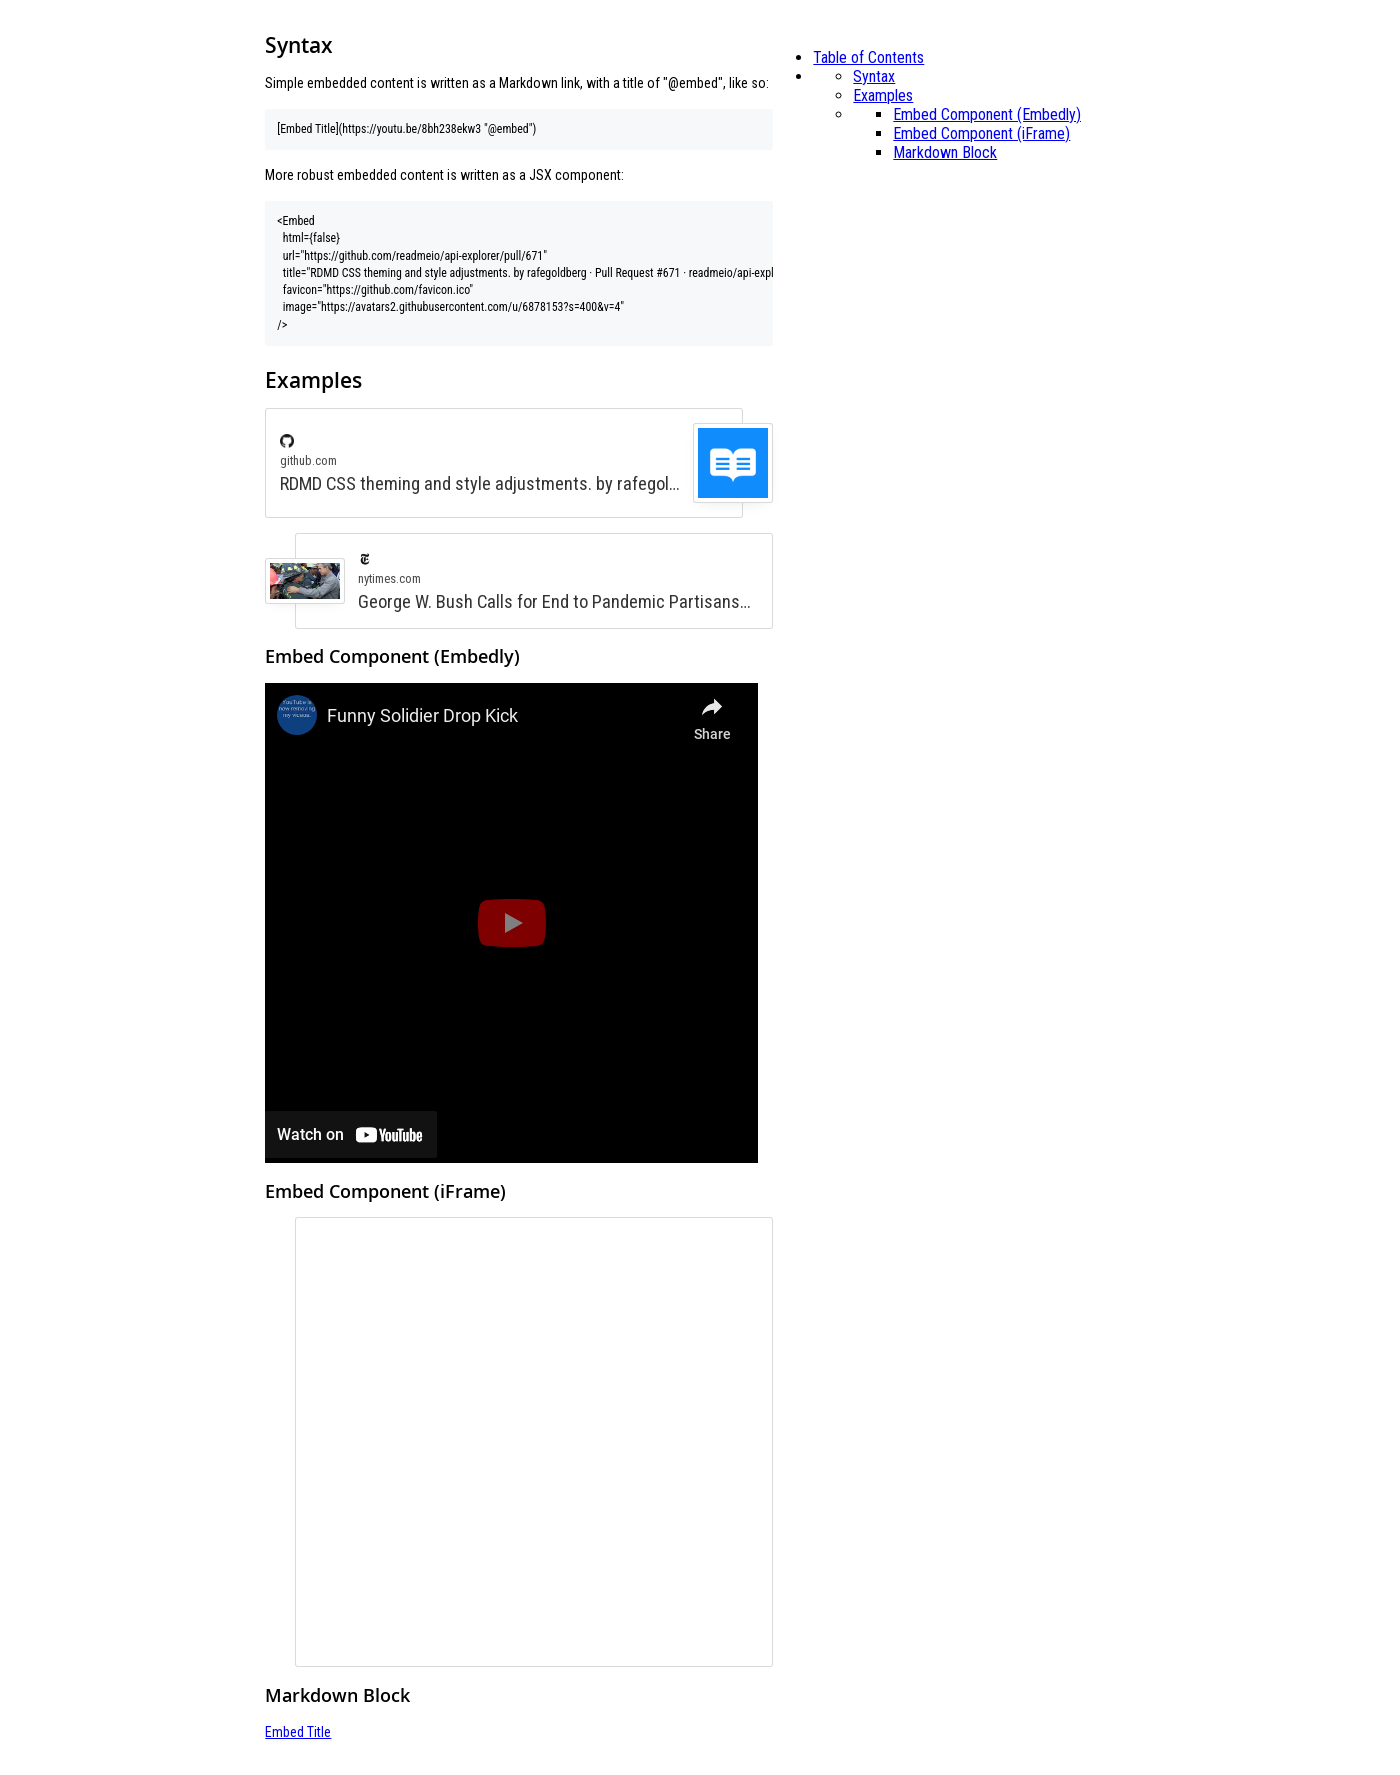 Syntax
Simple embedded content is written as a Markdown link, with a title of "@embed", like so:
[Embed Title](https://youtu.be/8bh238ekw3 "@embed")
More robust embedded content is written as a JSX component:
<Embed
  html={false}
  url="https://github.com/readmeio/api-explorer/pull/671"
  title="RDMD CSS theming and style adjustments. by rafegoldberg · Pull Request #671 · readmeio/api-expl
  favicon="https://github.com/favicon.ico"
  image="https://avatars2.githubusercontent.com/u/6878153?s=400&v=4"
/>
Examples
github.com
RDMD CSS theming and style adjustments. by rafegol...
nytimes.com
George W. Bush Calls for End to Pandemic Partisans...
Embed Component (Embedly)
YouTube is
now removing
my videos.
Funny Solidier Drop Kick
Share
Watch on YouTube
Embed Component (iFrame)
Markdown Block
Embed Title
Table of Contents
Syntax
Examples
Embed Component (Embedly)
Embed Component (iFrame)
Markdown Block